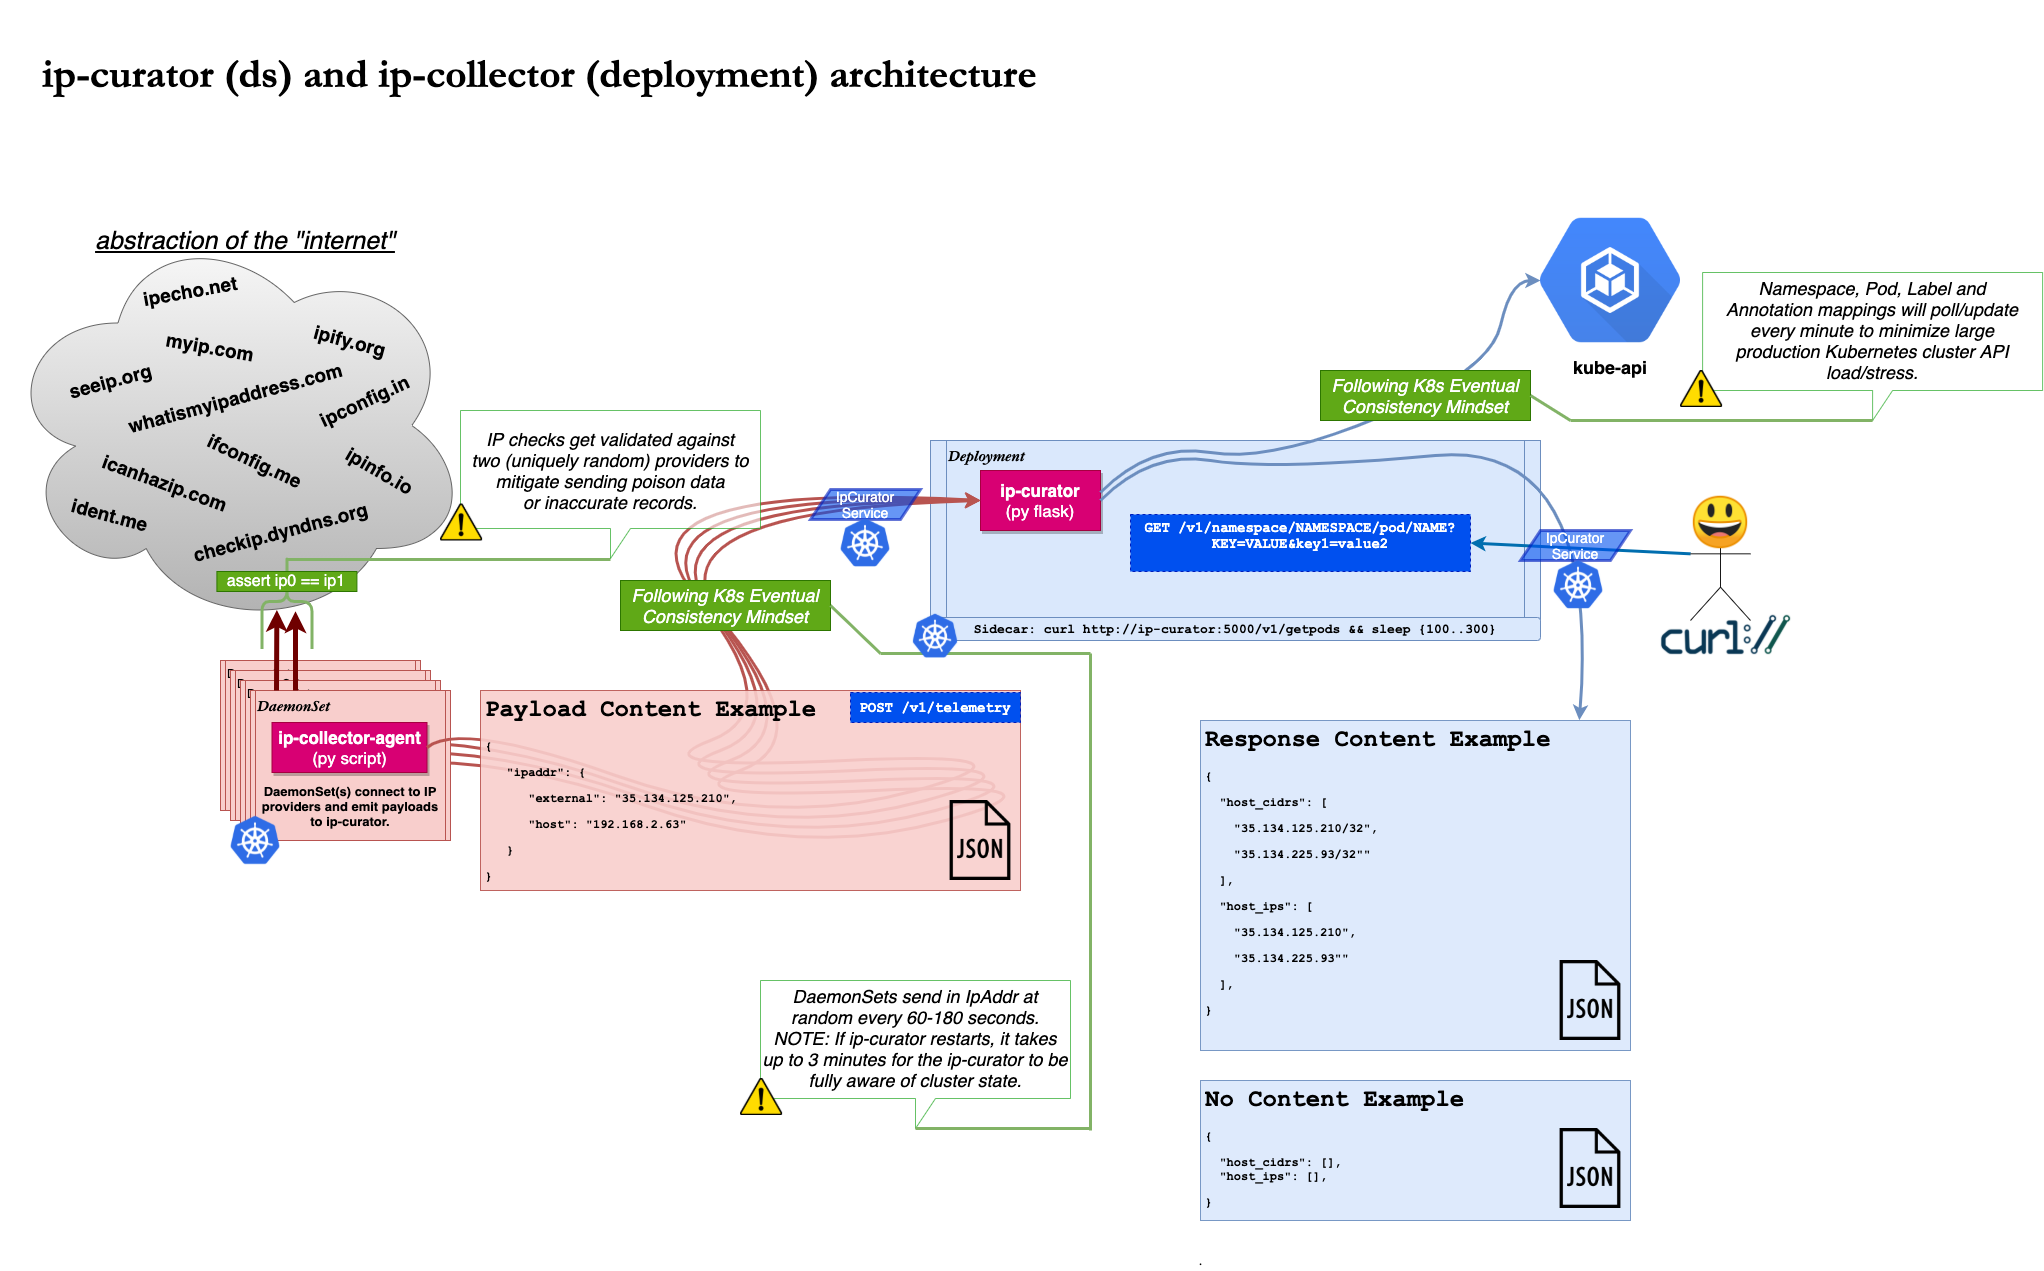 ip-curator (ds) and ip-collector (deployment) architecture
abstraction of the "internet"
ipecho.net
myip.com
ipify.org
seeip.org
whatismyipaddress.com
ipconfig.in
ifconfig.me
ipinfo.io
icanhazip.com
ident.me
checkip.dyndns.org
assert ip0 == ip1
IP checks get validated against
two (uniquely random) providers to
mitigate sending poison data
or inaccurate records.
DaemonSet
ip-collector-agent
(py script)
DaemonSet(s) connect to IP
providers and emit payloads
to ip-curator.
Following K8s Eventual
Consistency Mindset
Payload Content Example
POST /v1/telemetry
{
"ipaddr": {
"external": "35.134.125.210",
"host": "192.168.2.63"
}
}
JSON
DaemonSets send in IpAddr at
random every 60-180 seconds.
NOTE: If ip-curator restarts, it takes
up to 3 minutes for the ip-curator to be
fully aware of cluster state.
IpCurator
Service
Deployment
ip-curator
(py flask)
GET /v1/namespace/NAMESPACE/pod/NAME?
KEY=VALUE&key1=value2
Sidecar: curl http://ip-curator:5000/v1/getpods && sleep {100..300}
Following K8s Eventual
Consistency Mindset
kube-api
Namespace, Pod, Label and
Annotation mappings will poll/update
every minute to minimize large
production Kubernetes cluster API
load/stress.
IpCurator
Service
curl://
Response Content Example
{
"host_cidrs": [
"35.134.125.210/32",
"35.134.225.93/32""
],
"host_ips": [
"35.134.125.210",
"35.134.225.93""
],
}
JSON
No Content Example
{
"host_cidrs": [],
"host_ips": [],
}
JSON